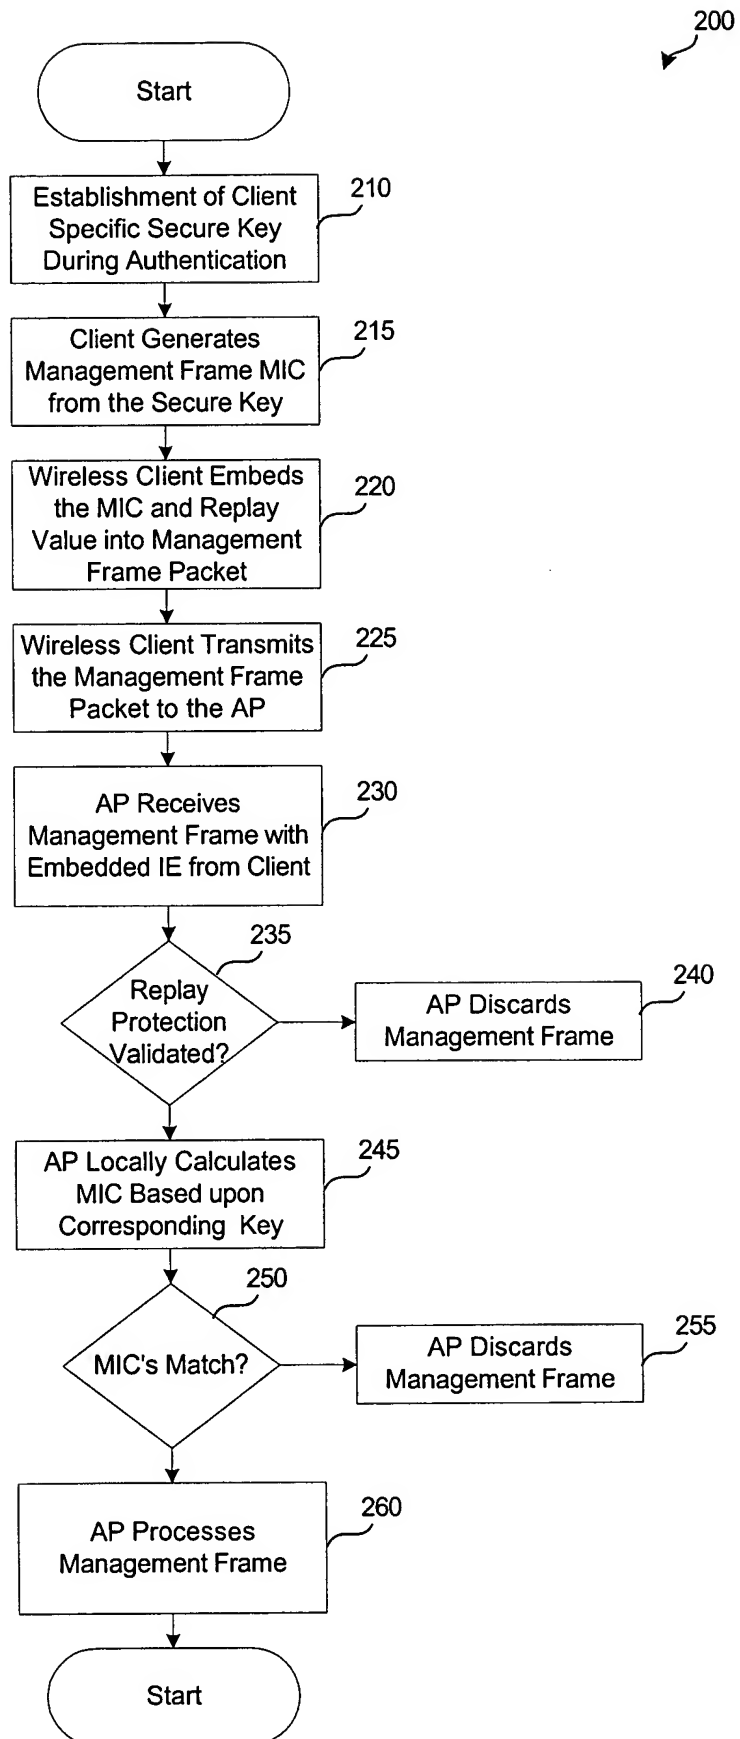 200
Start
Establishment of Client
Specific Secure Key
During Authentication
210
Client Generates
Management Frame MIC
from the Secure Key
215
Wireless Client Embeds
the MIC and Replay
Value into Management
Frame Packet
220
Wireless Client Transmits
the Management Frame
Packet to the AP
225
AP Receives
Management Frame with
Embedded IE from Client
230
235
Replay
Protection
Validated?
AP Discards
Management Frame
240
AP Locally Calculates
MIC Based upon
Corresponding Key
245
250
MIC's Match?
AP Discards
Management Frame
255
AP Processes
Management Frame
260
Start